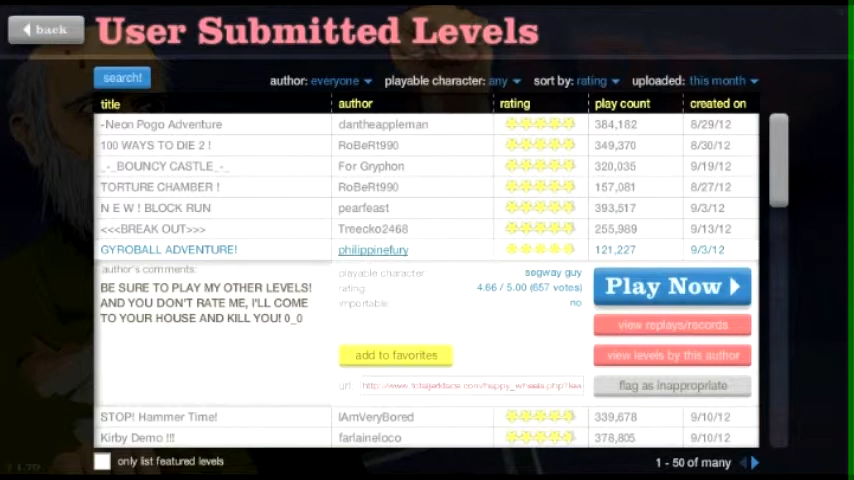 back
User Submitted Levels
search!
author: everyone playable character: any sort by: rating uploaded: this month
title author rating play count created on
-Neon Pogo Adventure dantheappleman 384,182 8/29/12
100 WAYS TO DIE 2 ! RoBeRt990 349,370 8/30/12
_-_BOUNCY CASTLE_-_ For Gryphon 320,035 9/19/12
TORTURE CHAMBER ! RoBeRt990 157,081 8/27/12
N E W ! BLOCK RUN pearfeast 393,517 9/3/12
<<<BREAK OUT>>> Treecko2468 255,989 9/13/12
GYROBALL ADVENTURE! philippinefury 121,227 9/3/12
author's comments:
BE SURE TO PLAY MY OTHER LEVELS!
AND YOU DON'T RATE ME, I'LL COME
TO YOUR HOUSE AND KILL YOU! 0_0
playable character segway guy
rating 4.66 / 5.00 (657 votes)
importable no
add to favorites
url: http://www.totaljerkface.com/happy_wheels.php?lev
Play Now
view replays/records
view levels by this author
flag as inappropriate
STOP! Hammer Time! IAmVeryBored 339,678 9/10/12
Kirby Demo !!! farlaineloco 378,805 9/10/12
only list featured levels
1 - 50 of many